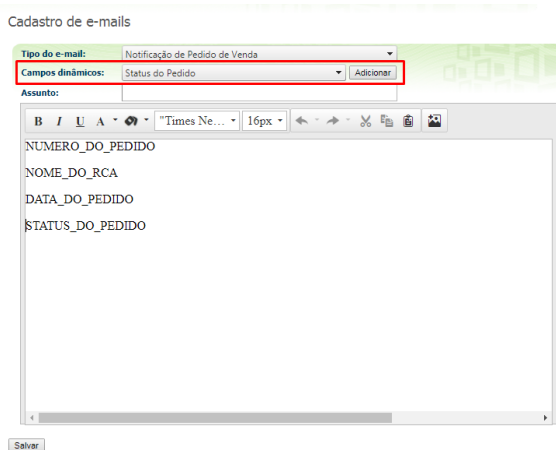 Cadastro de e-mails
Tipo do e-mail: Notificação de Pedido de Venda
Campos dinâmicos: Status do Pedido Adicionar
Assunto:
B I U A "Times Ne... 16px
NUMERO_DO_PEDIDO
NOME_DO_RCA
DATA_DO_PEDIDO
STATUS_DO_PEDIDO
Salvar